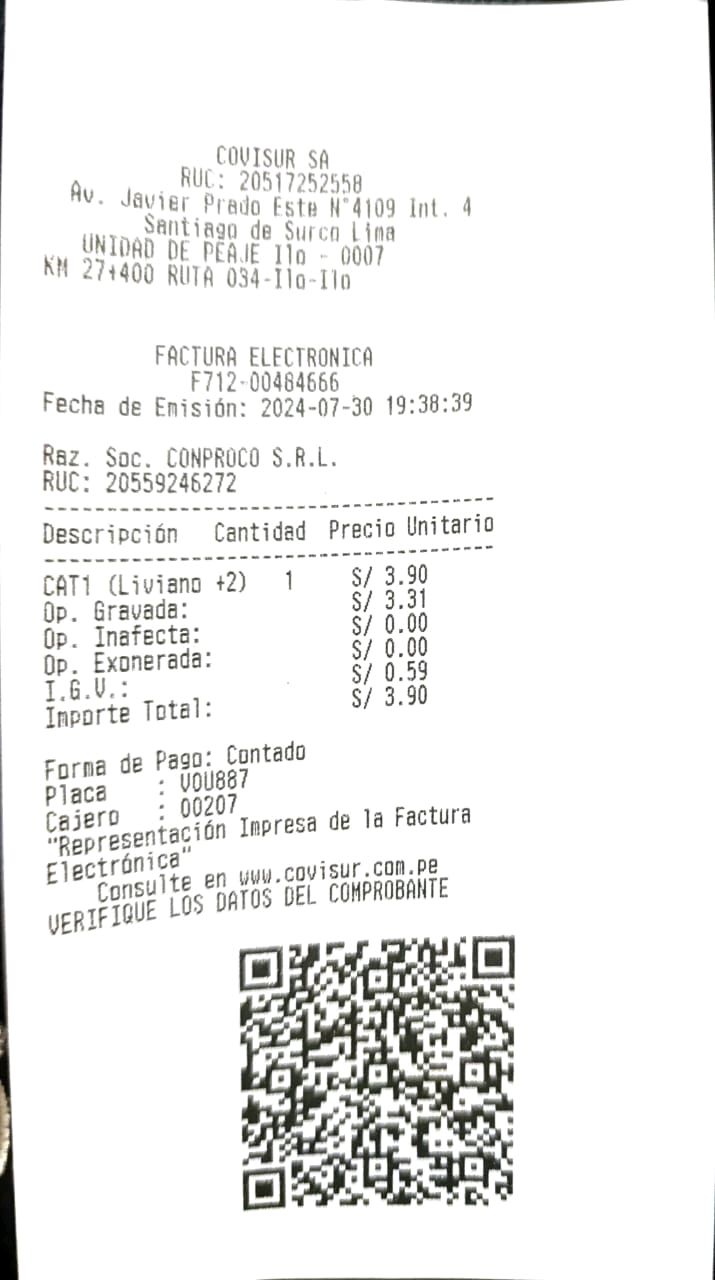 COVISUR SA
RUC: 20517252558
Av. Javier Prado Este N°4109 Int. 4
Santiago de Surco Lima
UNIDAD DE PEAJE Ilo - 0007
KM 27+400 RUTA 034-Ilo-Ilo
FACTURA ELECTRONICA
F712-00484666
Fecha de Emisión: 2024-07-30 19:38:39
Raz. Soc. CONPROCO S.R.L.
RUC: 20559246272
Descripción Cantidad Precio Unitario
CAT1 (Liviano +2) 1 S/ 3.90
Op. Gravada: S/ 3.31
Op. Inafecta: S/ 0.00
Op. Exonerada: S/ 0.00
I.G.V.: S/ 0.59
Importe Total: S/ 3.90
Forma de Pago: Contado
Placa : VOU887
Cajero : 00207
"Representación Impresa de la Factura
Electrónica"
Consulte en www.covisur.com.pe
VERIFIQUE LOS DATOS DEL COMPROBANTE